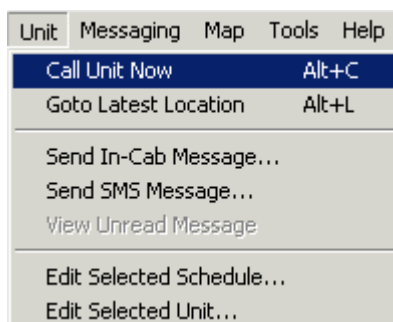 Unit Messaging Map Tools Help
Call Unit Now Alt+C
Goto Latest Location Alt+L
Send In-Cab Message...
Send SMS Message...
View Unread Message
Edit Selected Schedule...
Edit Selected Unit...